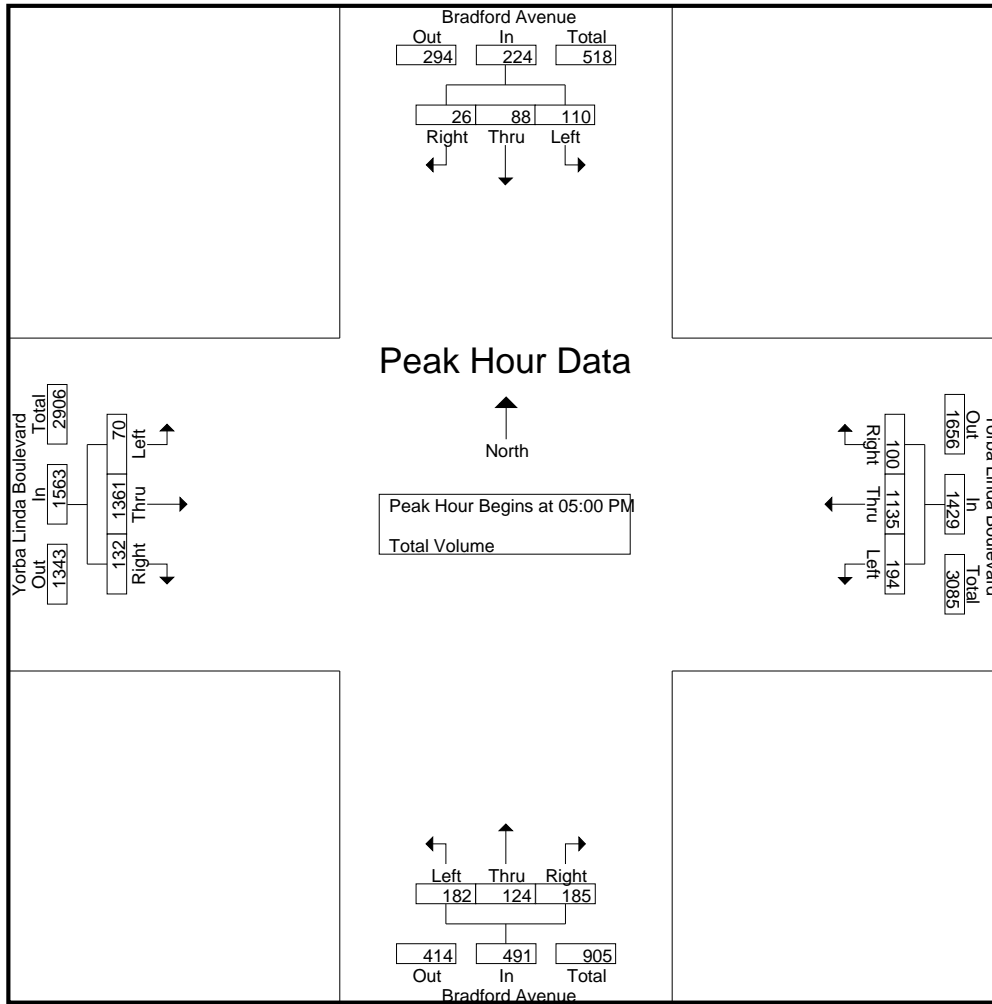 Bradford Avenue
Out In Total
294 224 518
26 88 110
Right Thru Left
Peak Hour Data
North
Peak Hour Begins at 05:00 PM
Total Volume
Yorba Linda Boulevard
Total In Out
2906 1563 1343
70 1361 132
Left Thru Right
Right Thru Left
100 1135 194
1656 1429 3085
Out In Total
Yorba Linda Boulevard
Left Thru Right
182 124 185
414 491 905
Out In Total
Bradford Avenue